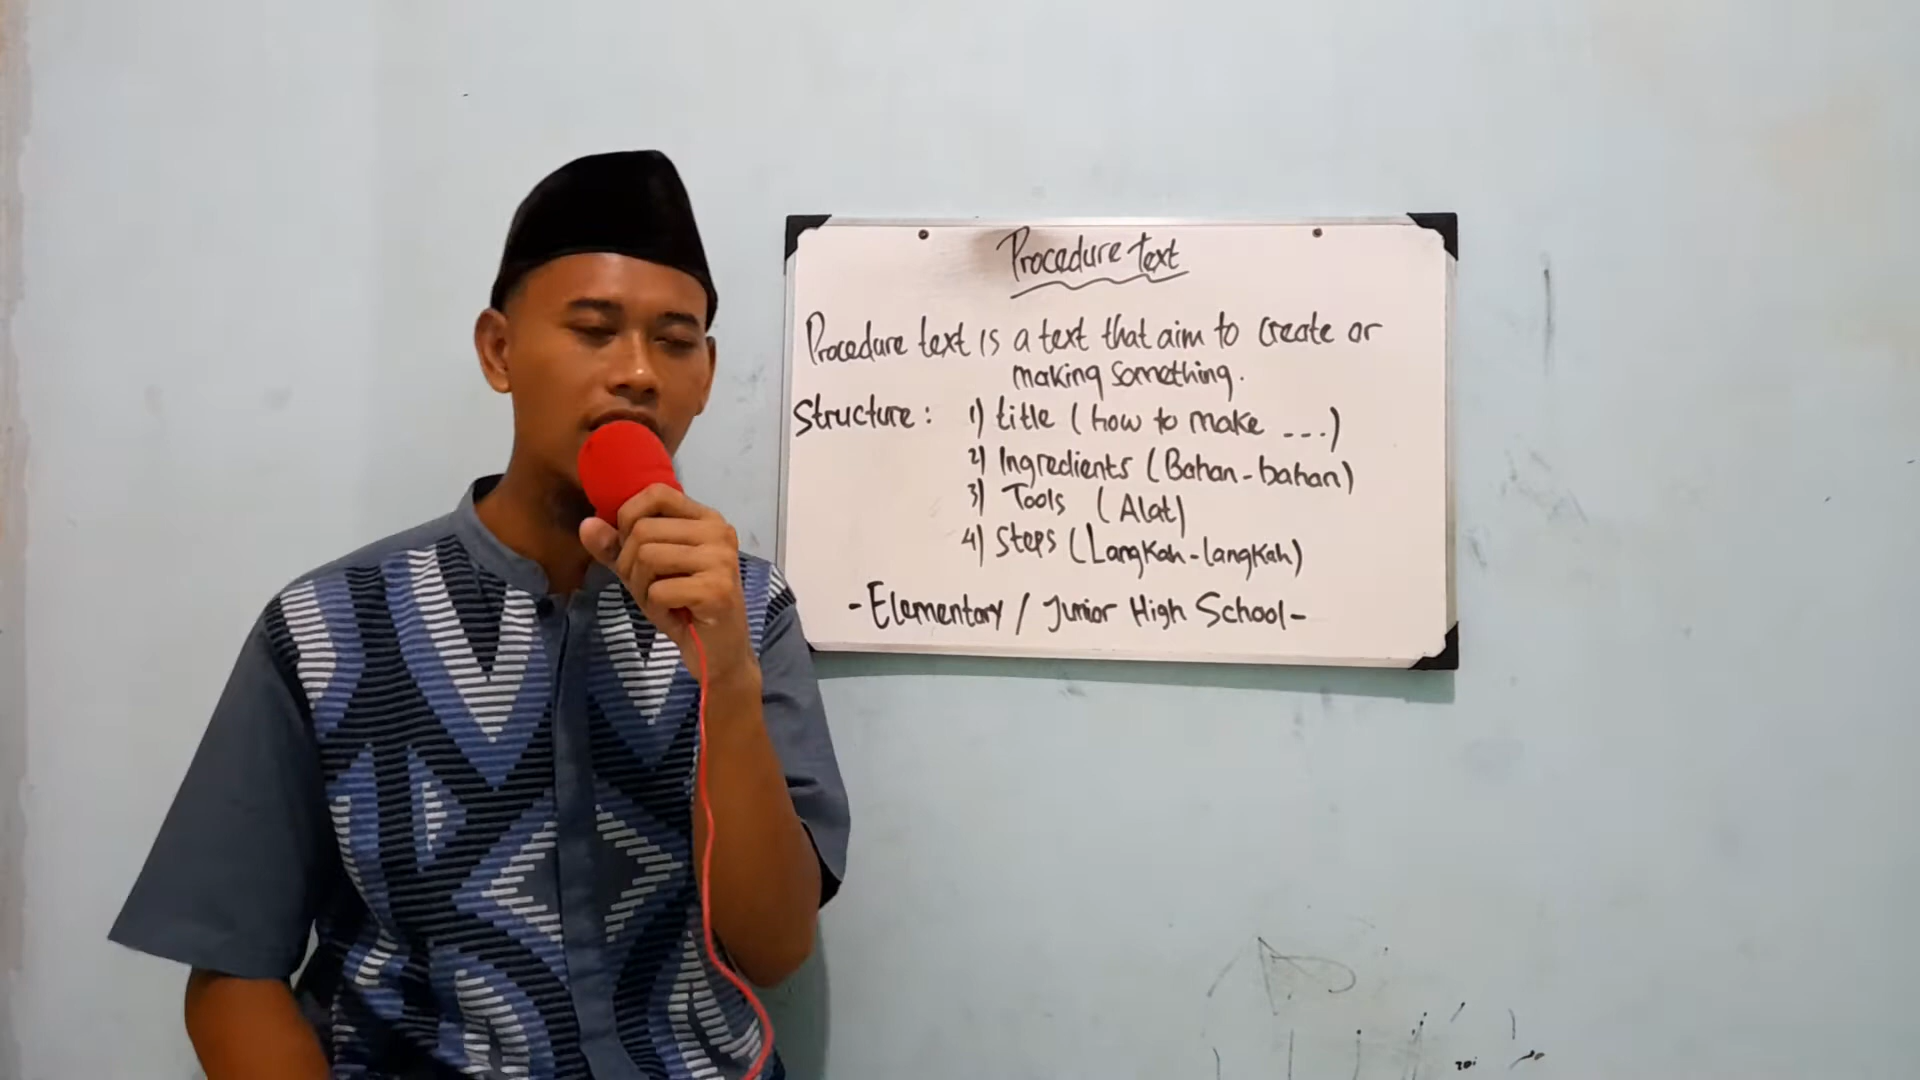 Procedure text
Procedure text is a text that aim to create or
making something.
Structure : 1) title (how to make ...)
2) Ingredients (Bahan-bahan)
3) Tools (Alat)
4) Steps (Langkah-langkah)
-Elementary / Junior High School-